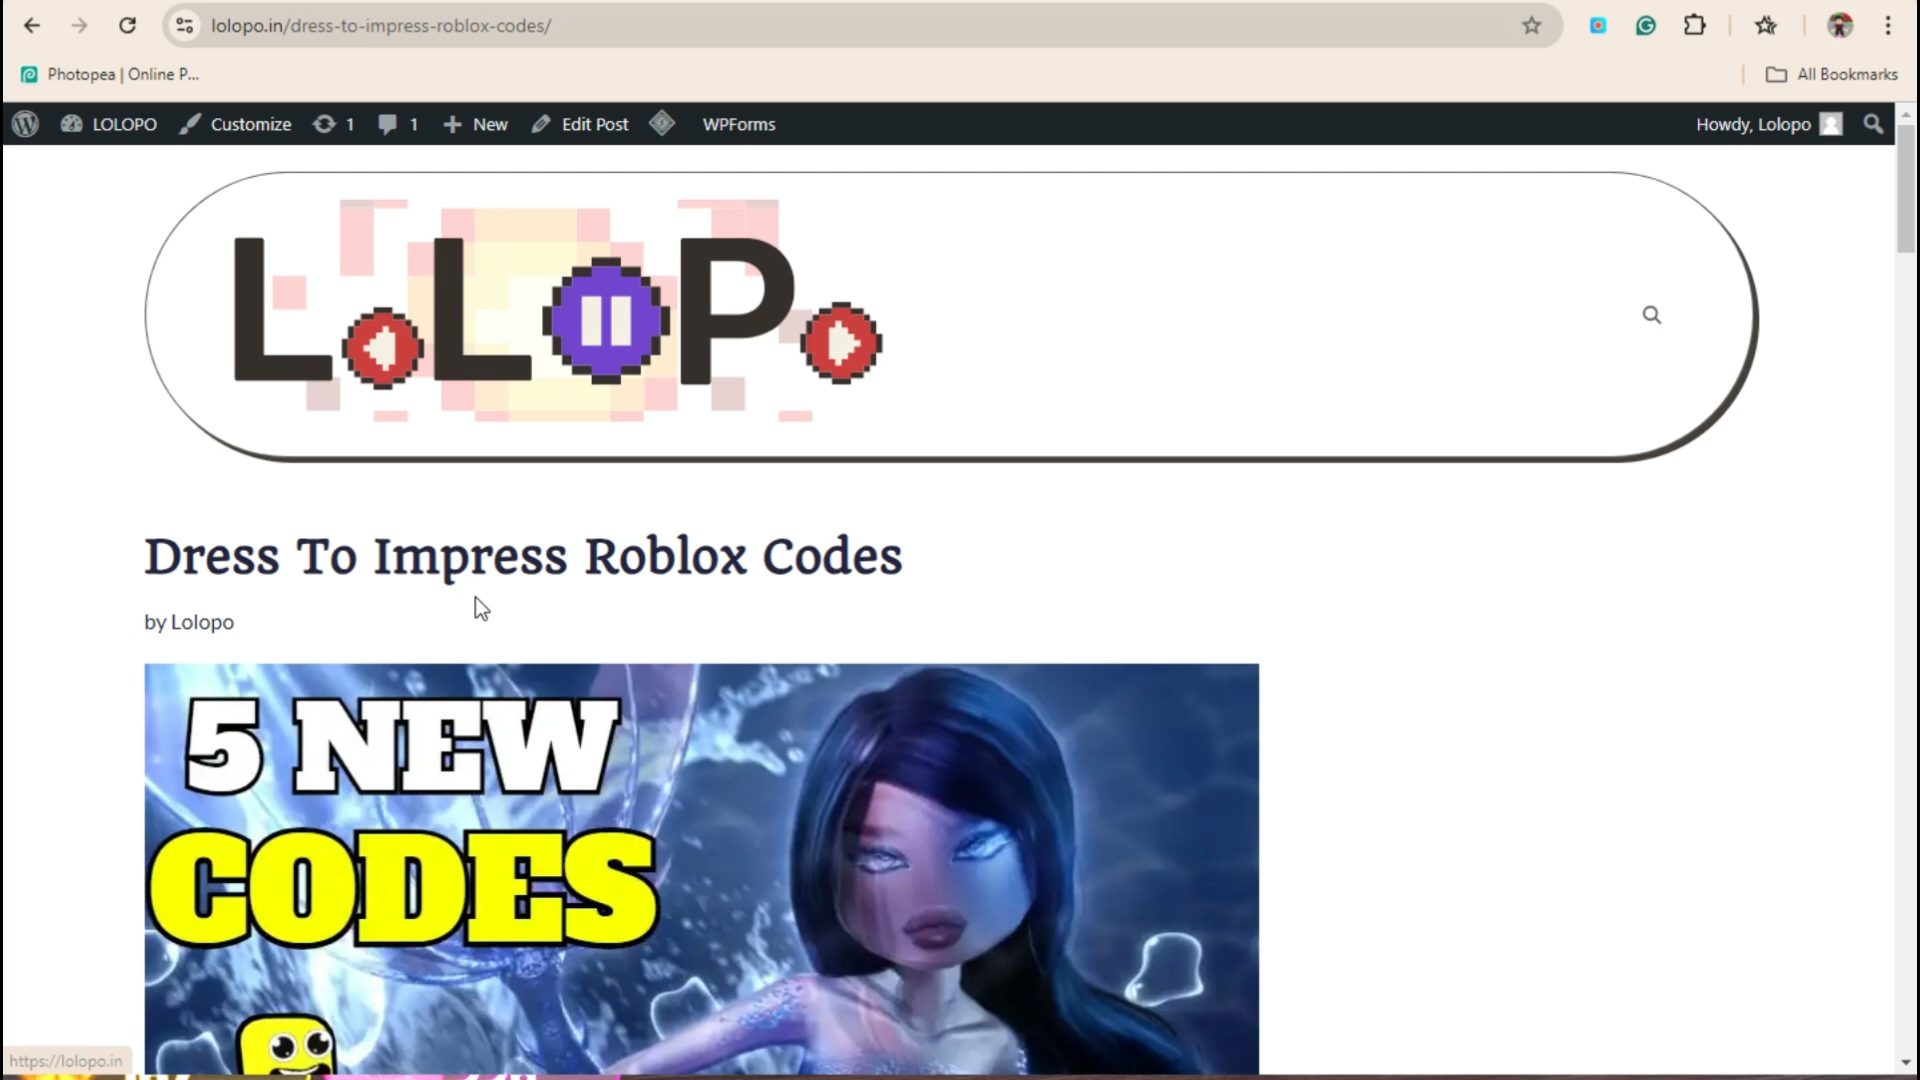 lolopo.in/dress-to-impress-roblox-codes/
Photopea | Online P...
All Bookmarks
LOLOPO
Customize
1
1
New
Edit Post
WPForms
Howdy, Lolopo
LOLOPO
Dress To Impress Roblox Codes
by Lolopo
5 NEW
CODES
https://lolopo.in